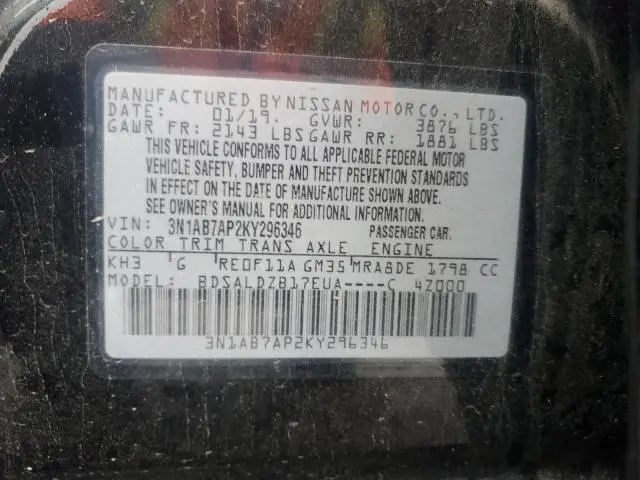 MANUFACTURED BY NISSAN MOTOR CO., LTD.
DATE: 01/19. GVWR: 3876 LBS
GAWR FR: 2143 LBS GAWR RR: 1881 LBS
THIS VEHICLE CONFORMS TO ALL APPLICABLE FEDERAL MOTOR
VEHICLE SAFETY, BUMPER AND THEFT PREVENTION STANDARDS
IN EFFECT ON THE DATE OF MANUFACTURE SHOWN ABOVE.
SEE OWNER'S MANUAL FOR ADDITIONAL INFORMATION.
VIN: 3N1AB7AP2KY296346 PASSENGER CAR.
COLOR TRIM TRANS AXLE ENGINE
KH3 G RE0F11A GM35 MRA8DE 1798 CC
MODEL: BDSALDZB17EUA----C 4Z000
3N1AB7AP2KY296346